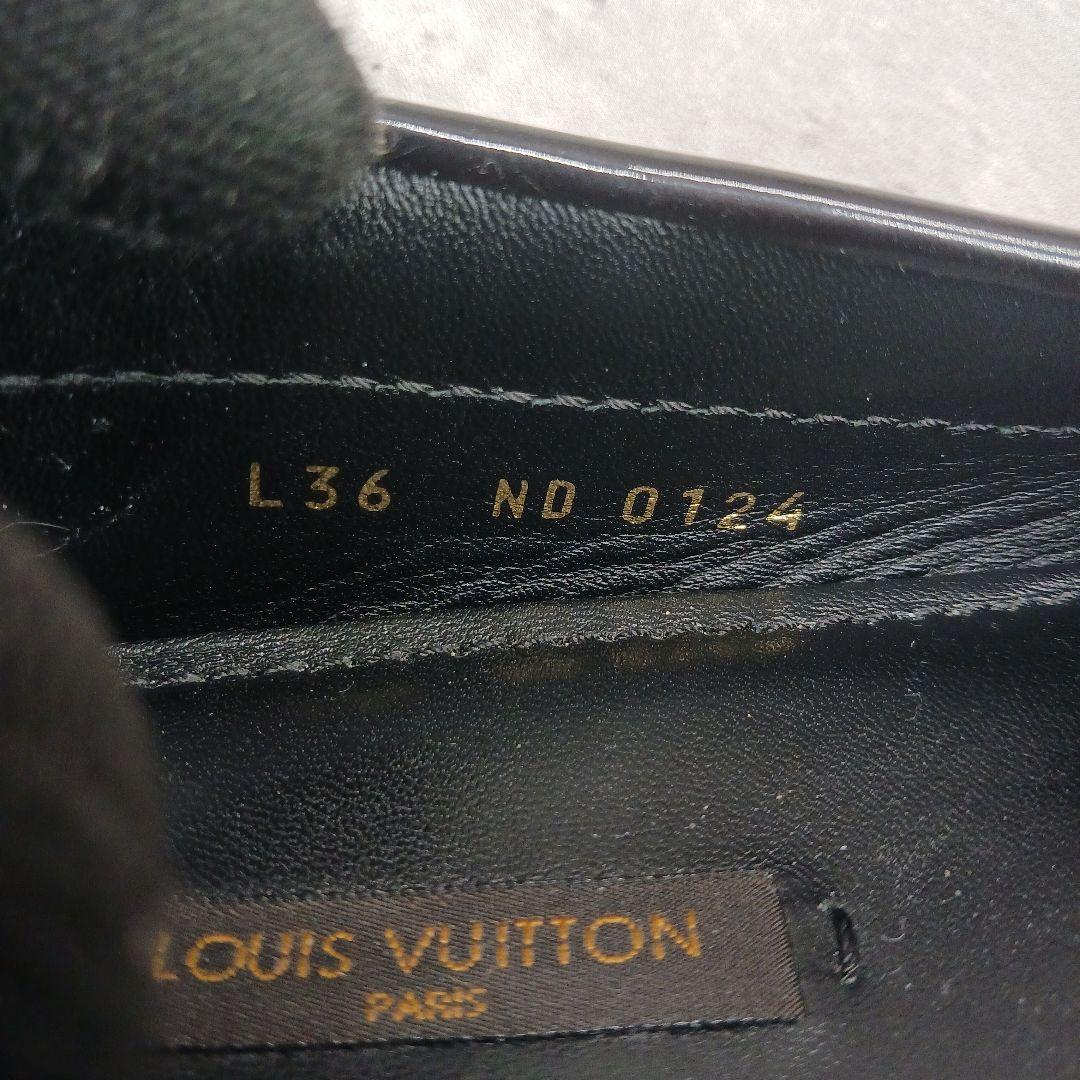 L36 ND 0124
LOUIS VUITTON
PARIS